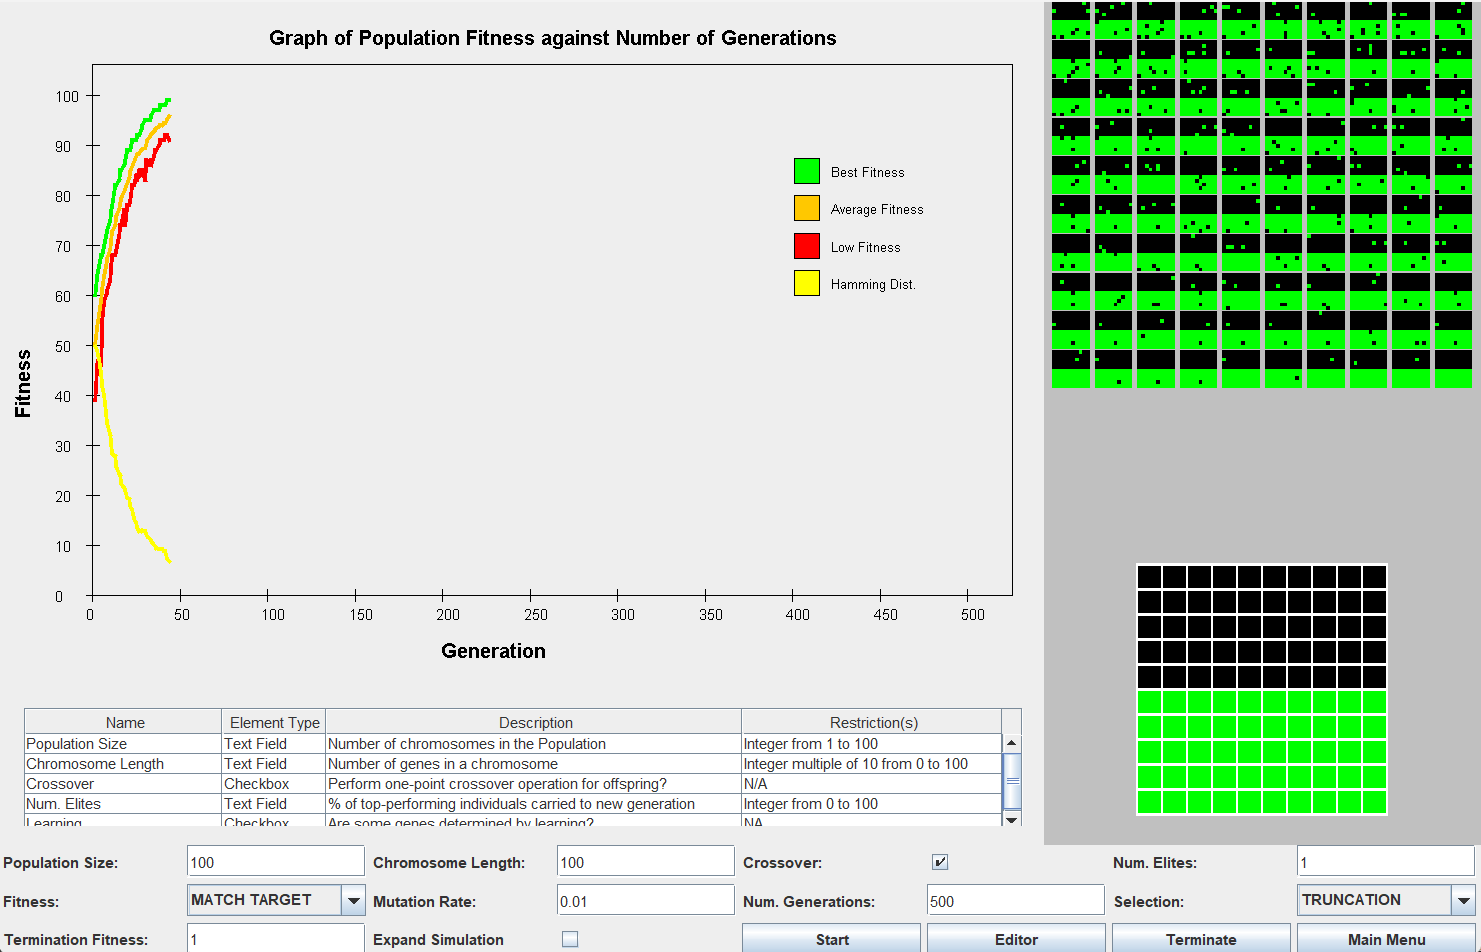 Graph of Population Fitness against Number of Generations
100
90
80
70
60
50
40
30
20
10
0
Fitness
Best Fitness
Average Fitness
Low Fitness
Hamming Dist.
0 50 100 150 200 250 300 350 400 450 500
Generation
Name Element Type Description Restriction(s)
Population Size Text Field Number of chromosomes in the Population Integer from 1 to 100
Chromosome Length Text Field Number of genes in a chromosome Integer multiple of 10 from 0 to 100
Crossover Checkbox Perform one-point crossover operation for offspring? N/A
Num. Elites Text Field % of top-performing individuals carried to new generation Integer from 0 to 100
Learning Checkbox Are some genes determined by learning? NA
Population Size: 100 Chromosome Length: 100 Crossover: Num. Elites: 1
Fitness: MATCH TARGET Mutation Rate: 0.01 Num. Generations: 500 Selection: TRUNCATION
Termination Fitness: 1 Expand Simulation Start Editor Terminate Main Menu